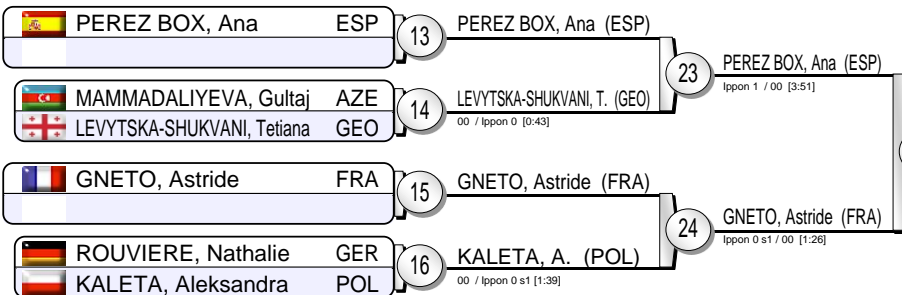 PEREZ BOX, Ana ESP
13
PEREZ BOX, Ana (ESP)
MAMMADALIYEVA, Gultaj AZE
LEVYTSKA-SHUKVANI, Tetiana GEO
14
LEVYTSKA-SHUKVANI, T. (GEO)
00 / Ippon 0 [0:43]
23
PEREZ BOX, Ana (ESP)
Ippon 1 / 00 [3:51]
GNETO, Astride FRA
15
GNETO, Astride (FRA)
ROUVIERE, Nathalie GER
KALETA, Aleksandra POL
16
KALETA, A. (POL)
00 / Ippon 0 s1 [1:39]
24
GNETO, Astride (FRA)
Ippon 0 s1 / 00 [1:26]